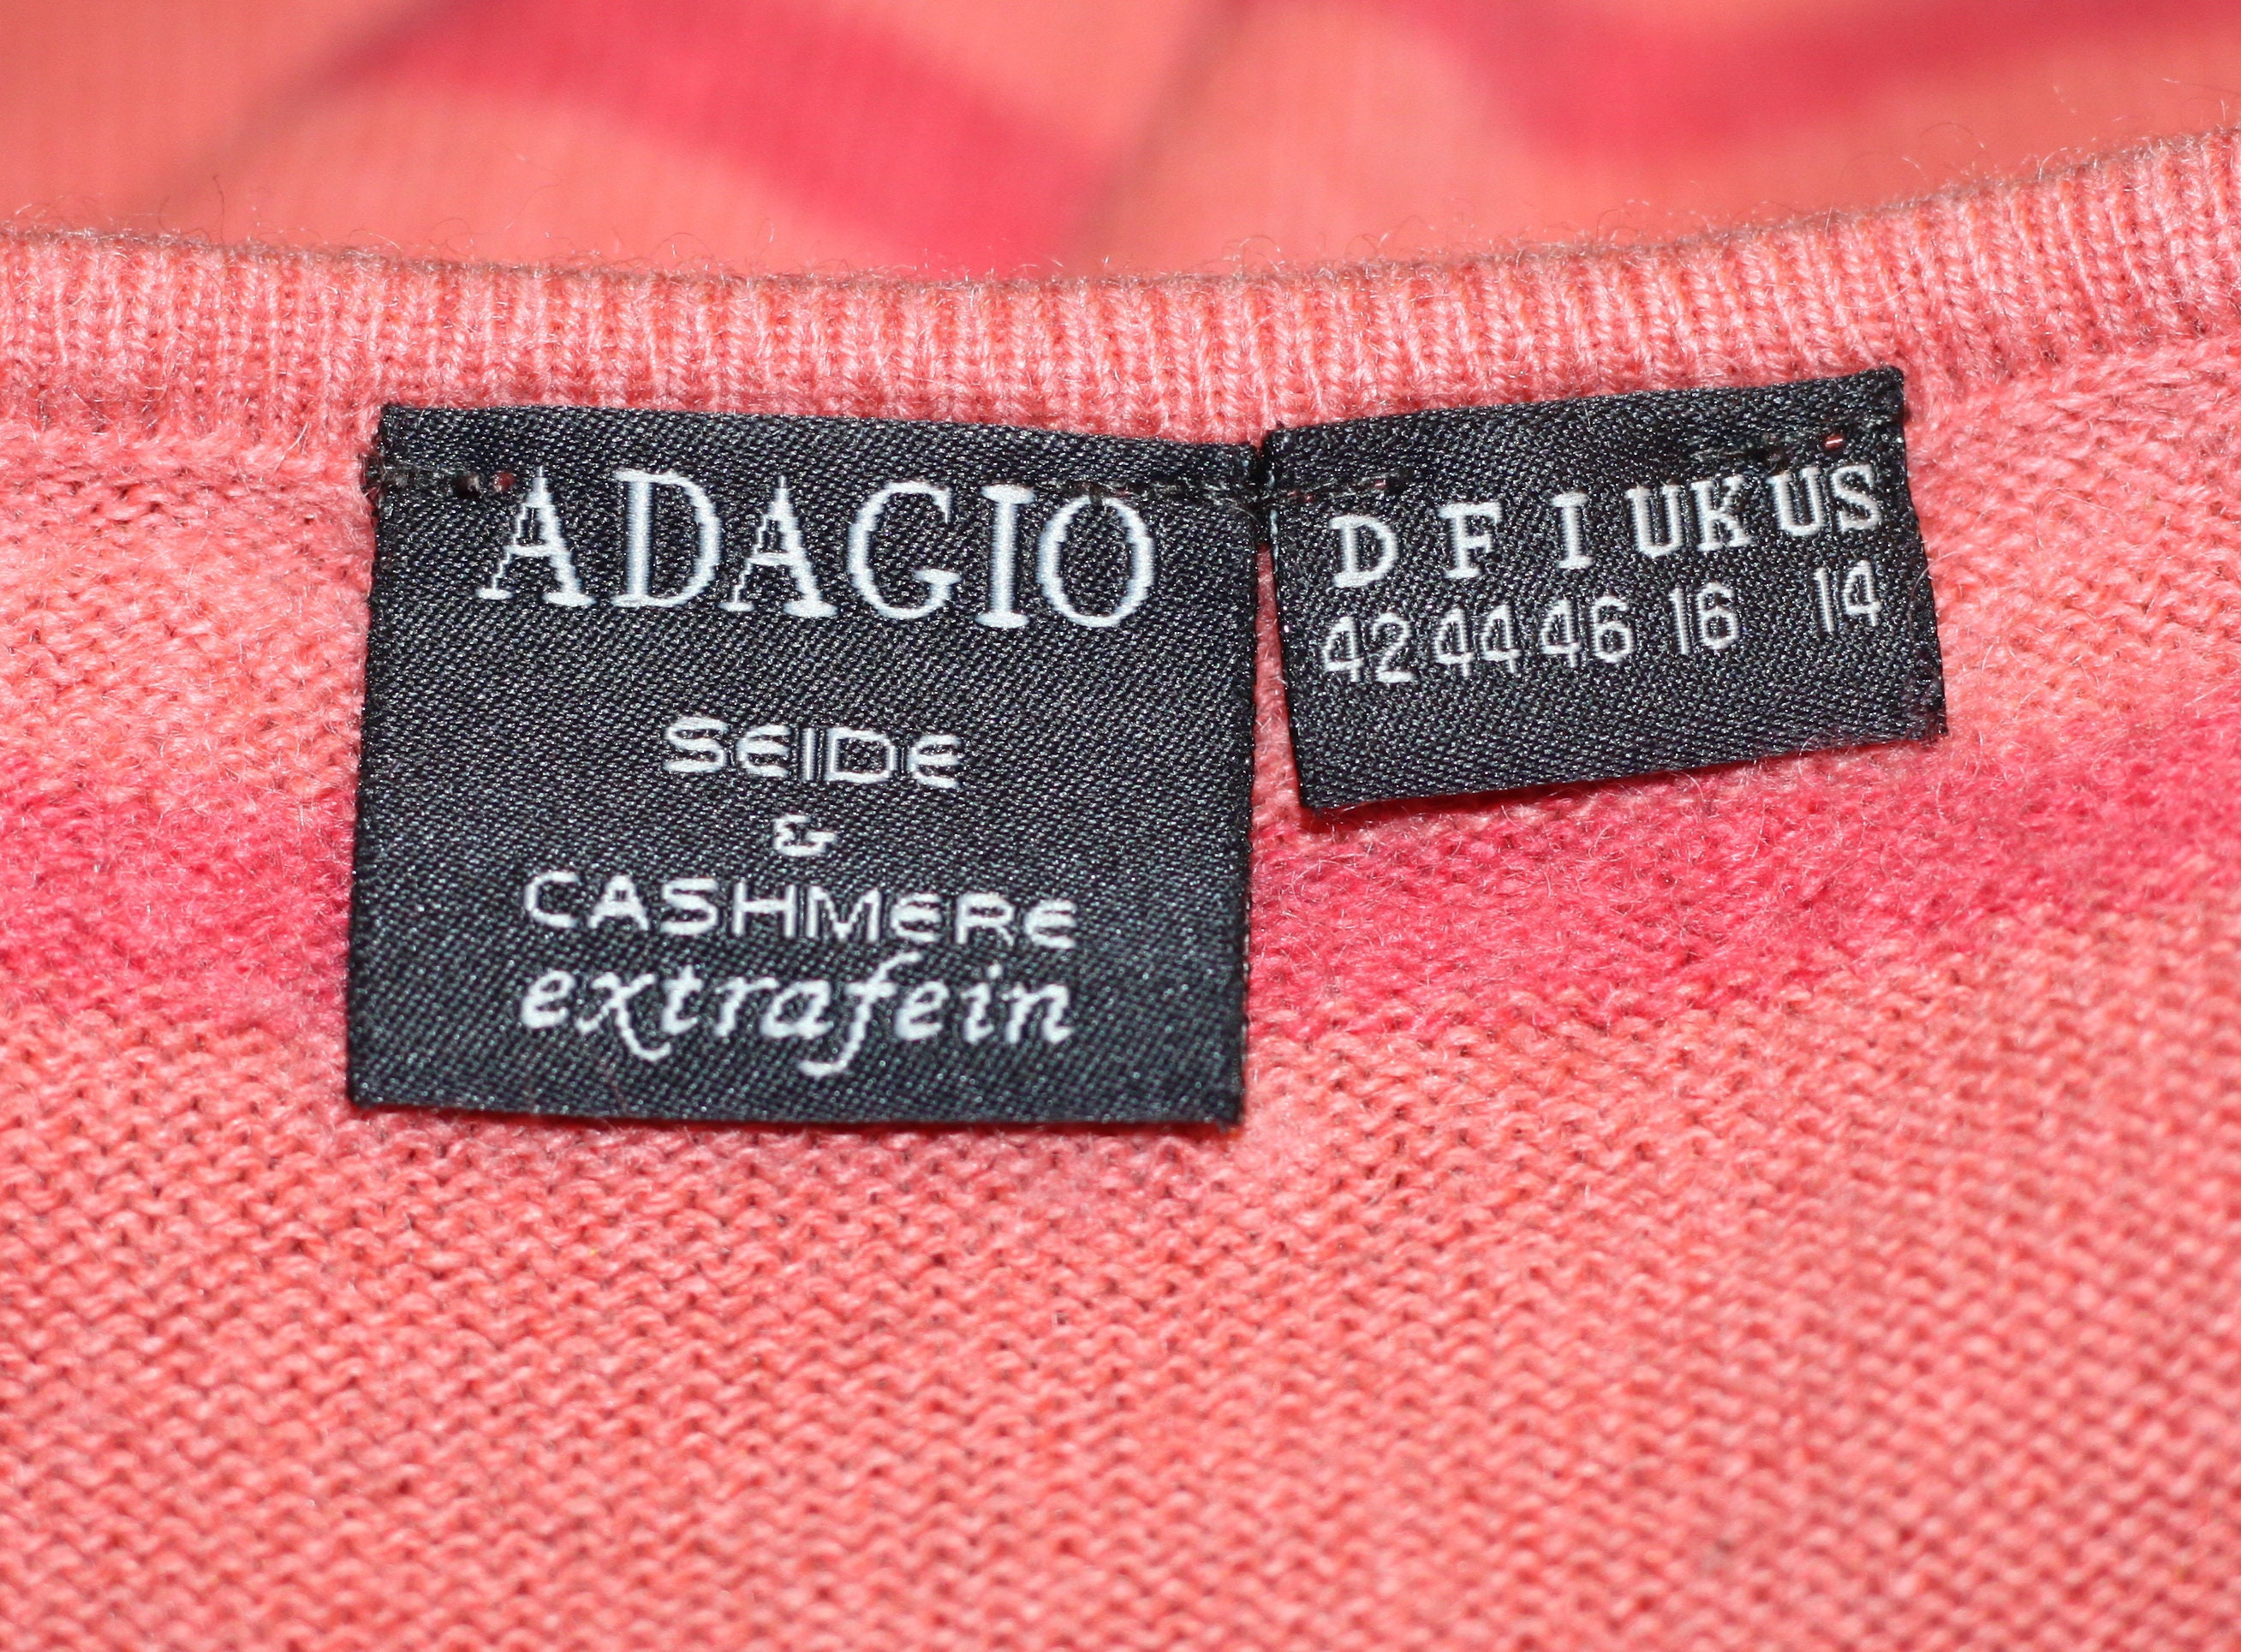 ADAGIO
SEIDE
&
CASHMERE
extrafein
D F I UK US
42 44 46 16 14